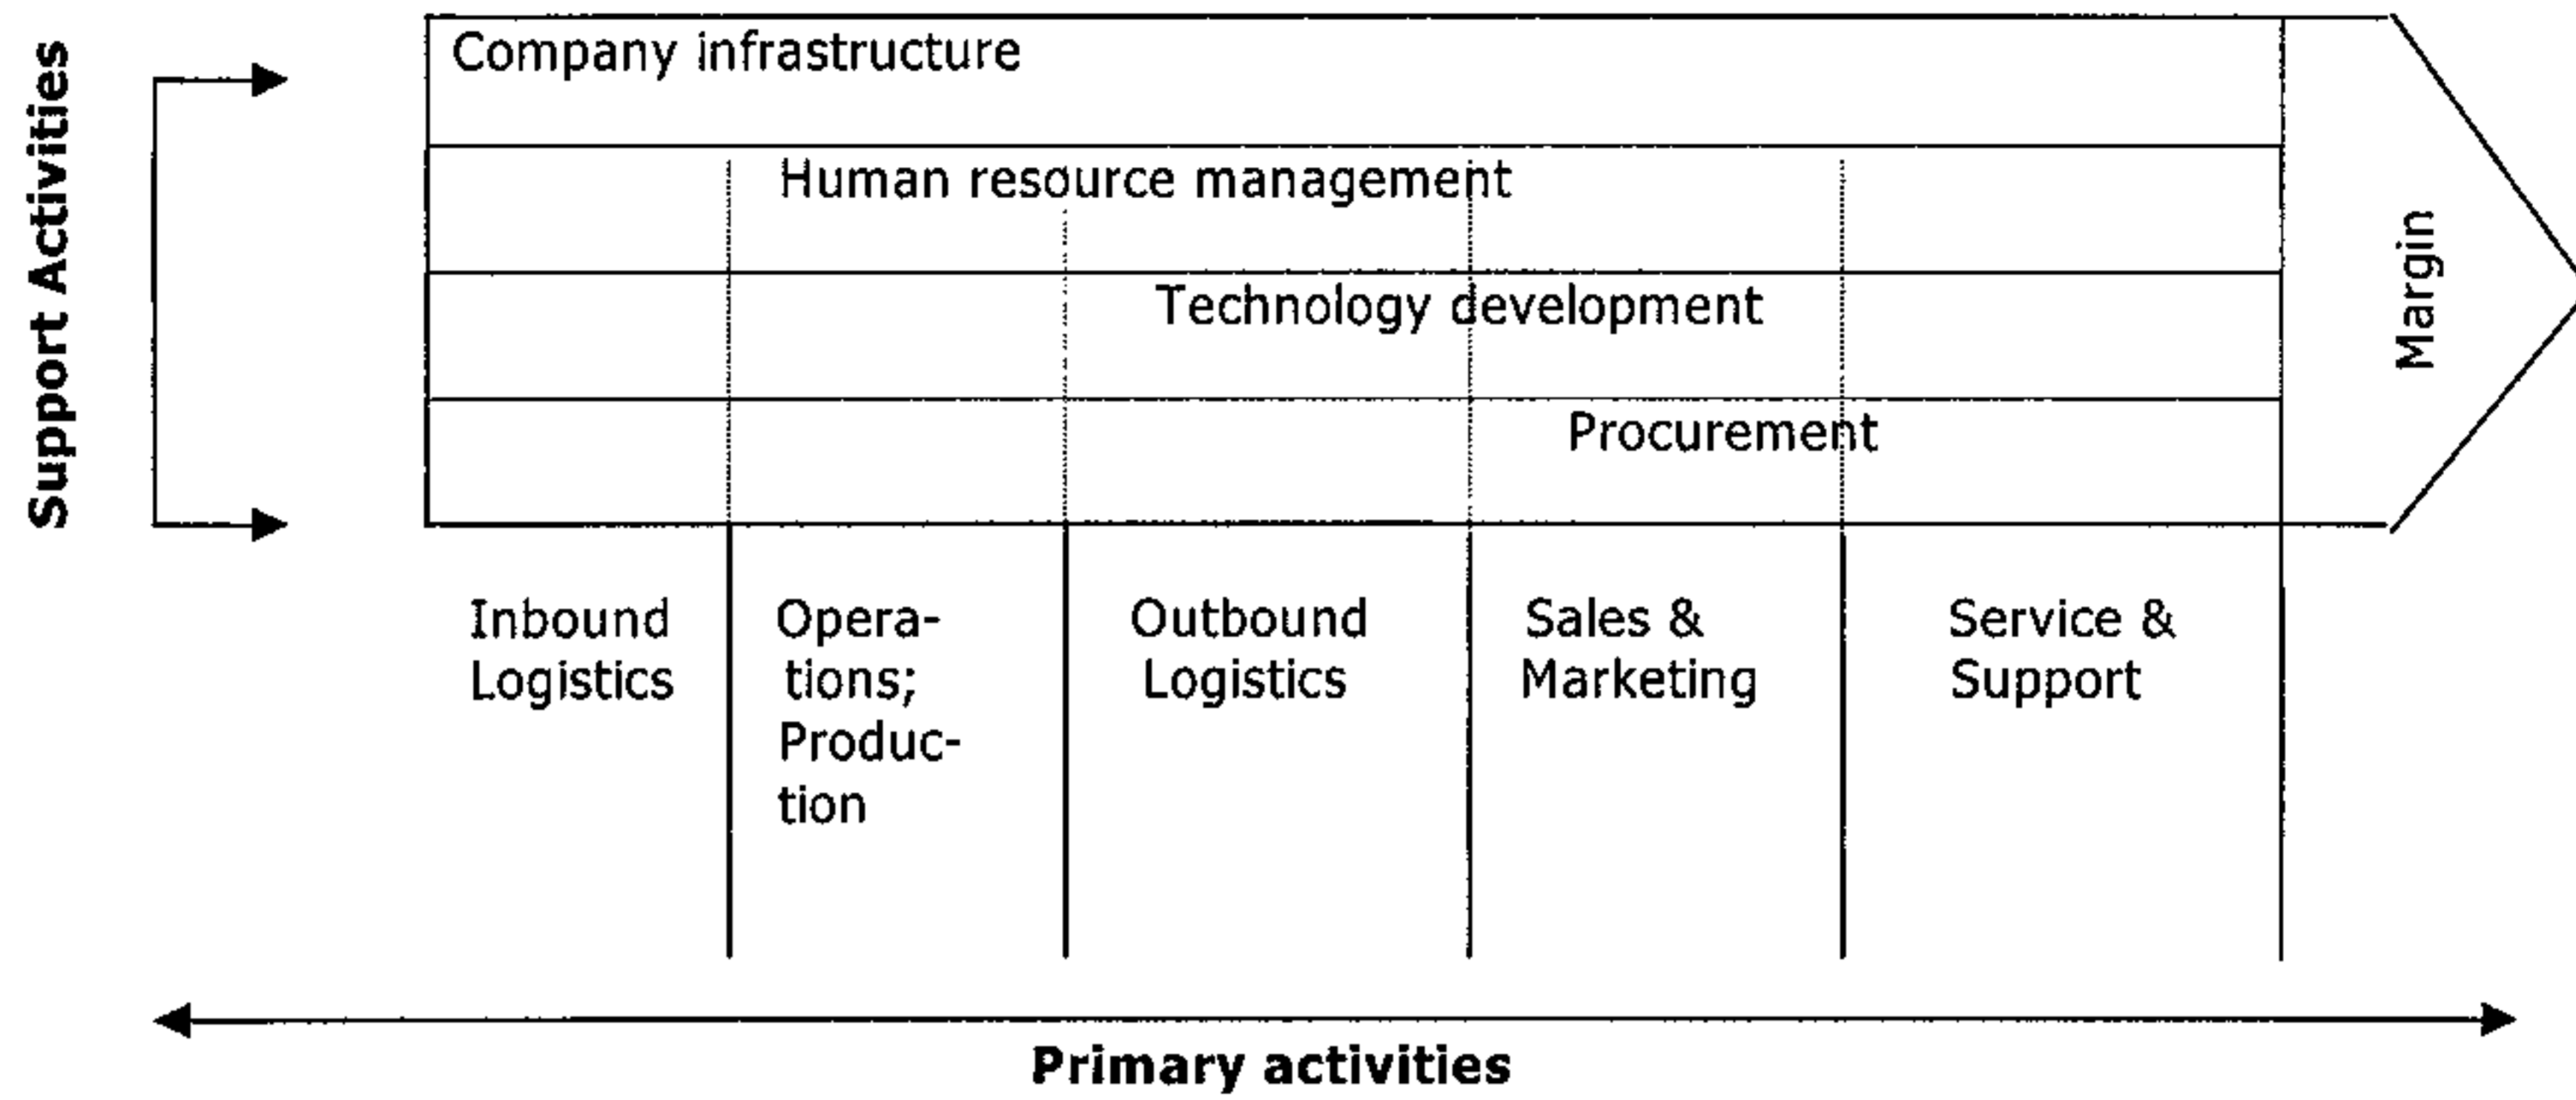 Support Activities
Company infrastructure
Human resource management
Technology development
Procurement
Margin
Inbound
Logistics
Opera-
tions;
Produc-
tion
Outbound
Logistics
Sales &
Marketing
Service &
Support
Primary activities